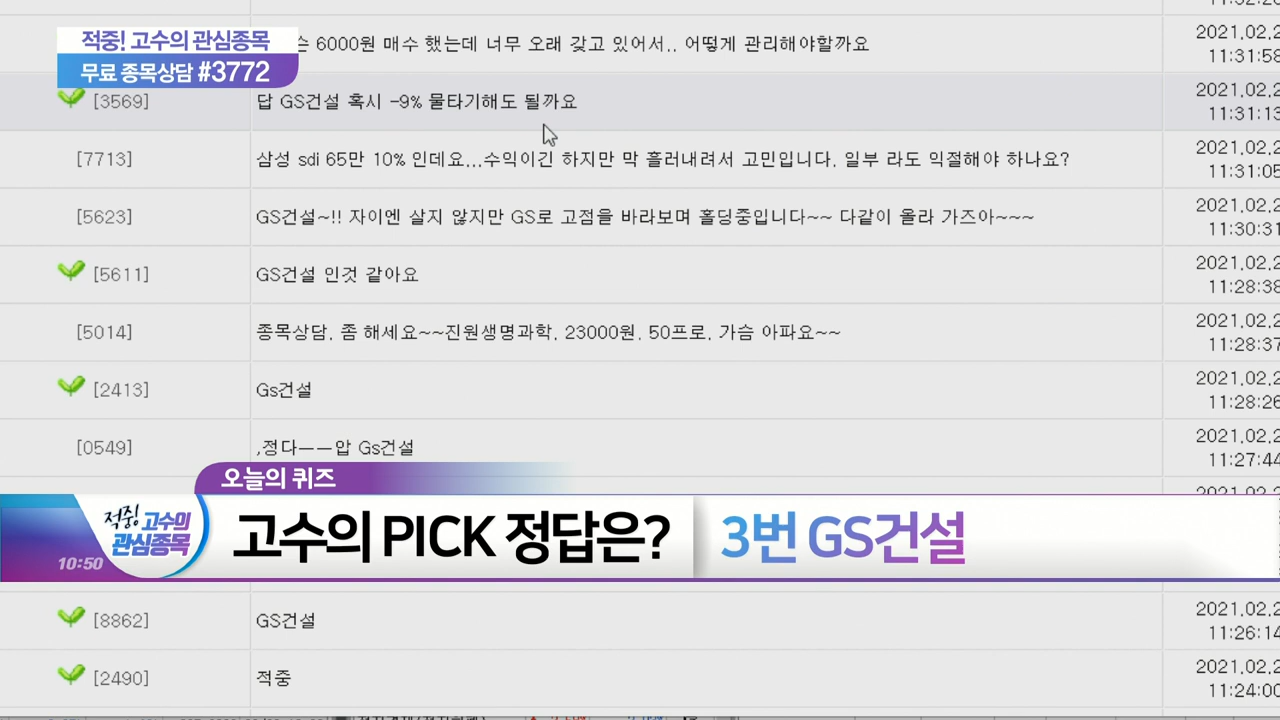 적중! 고수의 관심종목
무료 종목상담 #3772
6000원 매수 했는데 너무 오래 갖고 있어서.. 어떻게 관리해야할까요
2021.02.2
11:31:58
[3569]
답 GS건설 혹시 -9% 물타기해도 될까요
2021.02.2
11:31:13
[7713]
삼성 sdi 65만 10% 인데요...수익이긴 하지만 막 흘러내려서 고민입니다. 일부 라도 익절해야 하나요?
2021.02.2
11:31:05
[5623]
GS건설~!! 자이엔 살지 않지만 GS로 고점을 바라보며 홀딩중입니다~~ 다같이 올라 가즈아~~~
2021.02.2
11:30:31
[5611]
GS건설 인것 같아요
2021.02.2
11:28:38
[5014]
종목상담. 좀 해세요~~진원생명과학. 23000원. 50프로. 가슴 아파요~~
2021.02.2
11:28:37
[2413]
Gs건설
2021.02.2
11:28:26
[0549]
,정다ㅡㅡ압 Gs건설
2021.02.2
11:27:44
오늘의 퀴즈
적중! 고수의
관심종목
10:50
고수의 PICK 정답은? 3번 GS건설
[8862]
GS건설
2021.02.2
11:26:14
[2490]
적중
2021.02.2
11:24:00